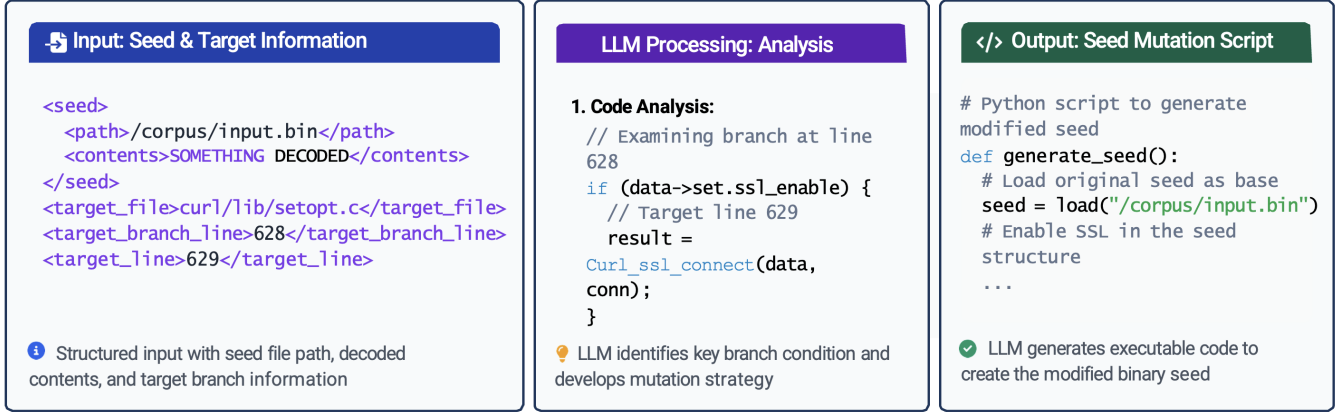 Input: Seed & Target Information
<seed>
<path>/corpus/input.bin</path>
<contents>SOMETHING DECODED</contents>
</seed>
<target_file>curl/lib/setopt.c</target_file>
<target_branch_line>628</target_branch_line>
<target_line>629</target_line>
Structured input with seed file path, decoded
contents, and target branch information
LLM Processing: Analysis
1. Code Analysis:
// Examining branch at line
628
if (data->set.ssl_enable) {
// Target line 629
result =
Curl_ssl_connect(data,
conn);
}
LLM identifies key branch condition and
develops mutation strategy
</> Output: Seed Mutation Script
# Python script to generate
modified seed
def generate_seed():
# Load original seed as base
seed = load("/corpus/input.bin")
# Enable SSL in the seed
structure
...
LLM generates executable code to
create the modified binary seed